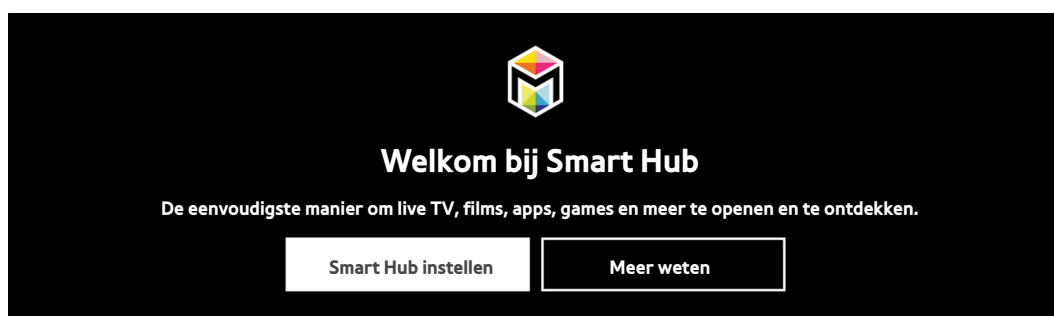 Welkom bij Smart Hub
De eenvoudigste manier om live TV, films, apps, games en meer te openen en te ontdekken.
Smart Hub instellen
Meer weten